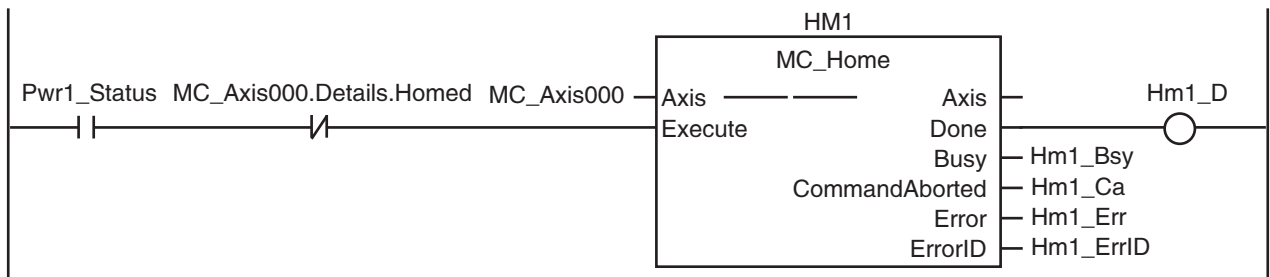 HM1
MC_Home
Pwr1_Status MC_Axis000.Details.Homed MC_Axis000 Axis Axis Hm1_D
Execute Done
Busy Hm1_Bsy
CommandAborted Hm1_Ca
Error Hm1_Err
ErrorID Hm1_ErrID